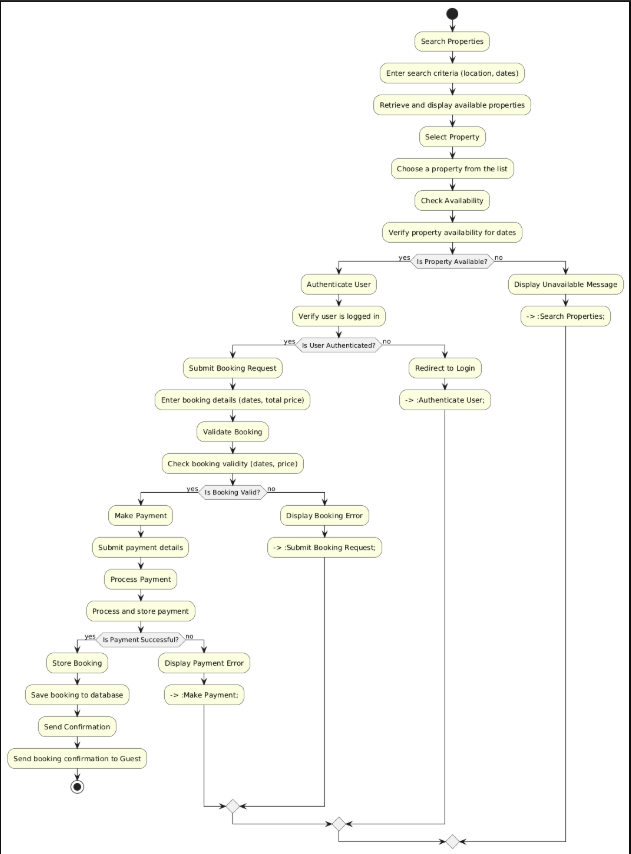 Search Properties
Enter search criteria (location, dates)
Retrieve and display available properties
Select Property
Choose a property from the list
Check Availability
Verify property availability for dates
yes
Is Property Available?
no
Authenticate User
Display Unavailable Message
Verify user is logged in
-> :Search Properties;
yes
Is User Authenticated?
no
Submit Booking Request
Redirect to Login
Enter booking details (dates, total price)
-> :Authenticate User;
Validate Booking
Check booking validity (dates, price)
yes
Is Booking Valid?
no
Make Payment
Display Booking Error
Submit payment details
-> :Submit Booking Request;
Process Payment
Process and store payment
yes
Is Payment Successful?
no
Store Booking
Display Payment Error
Save booking to database
-> :Make Payment;
Send Confirmation
Send booking confirmation to Guest